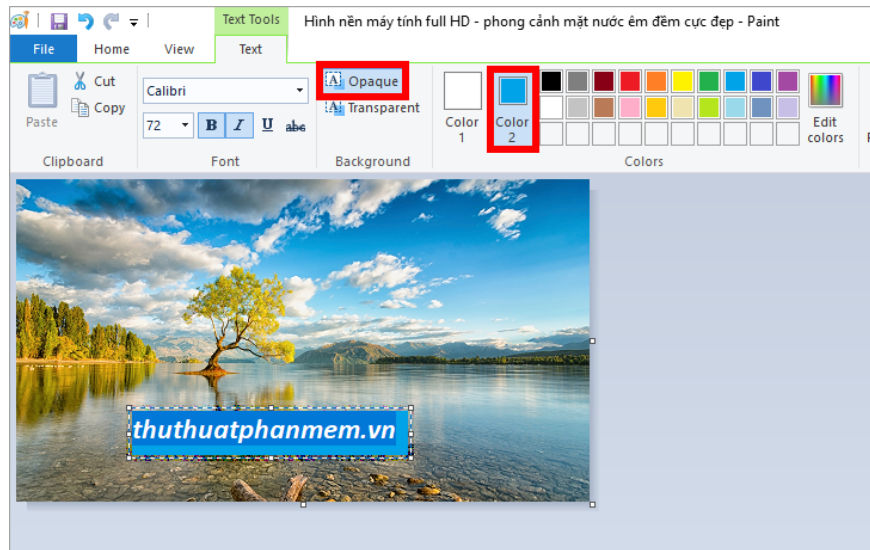 Text Tools
Hình nền máy tính full HD - phong cảnh mặt nước êm đềm cực đẹp - Paint
File Home View Text
Cut
Copy
Paste
Clipboard
Calibri
72 B I U abc
Font
Opaque
Transparent
Background
Color 1
Color 2
Edit colors
Colors
thuthuatphanmem.vn